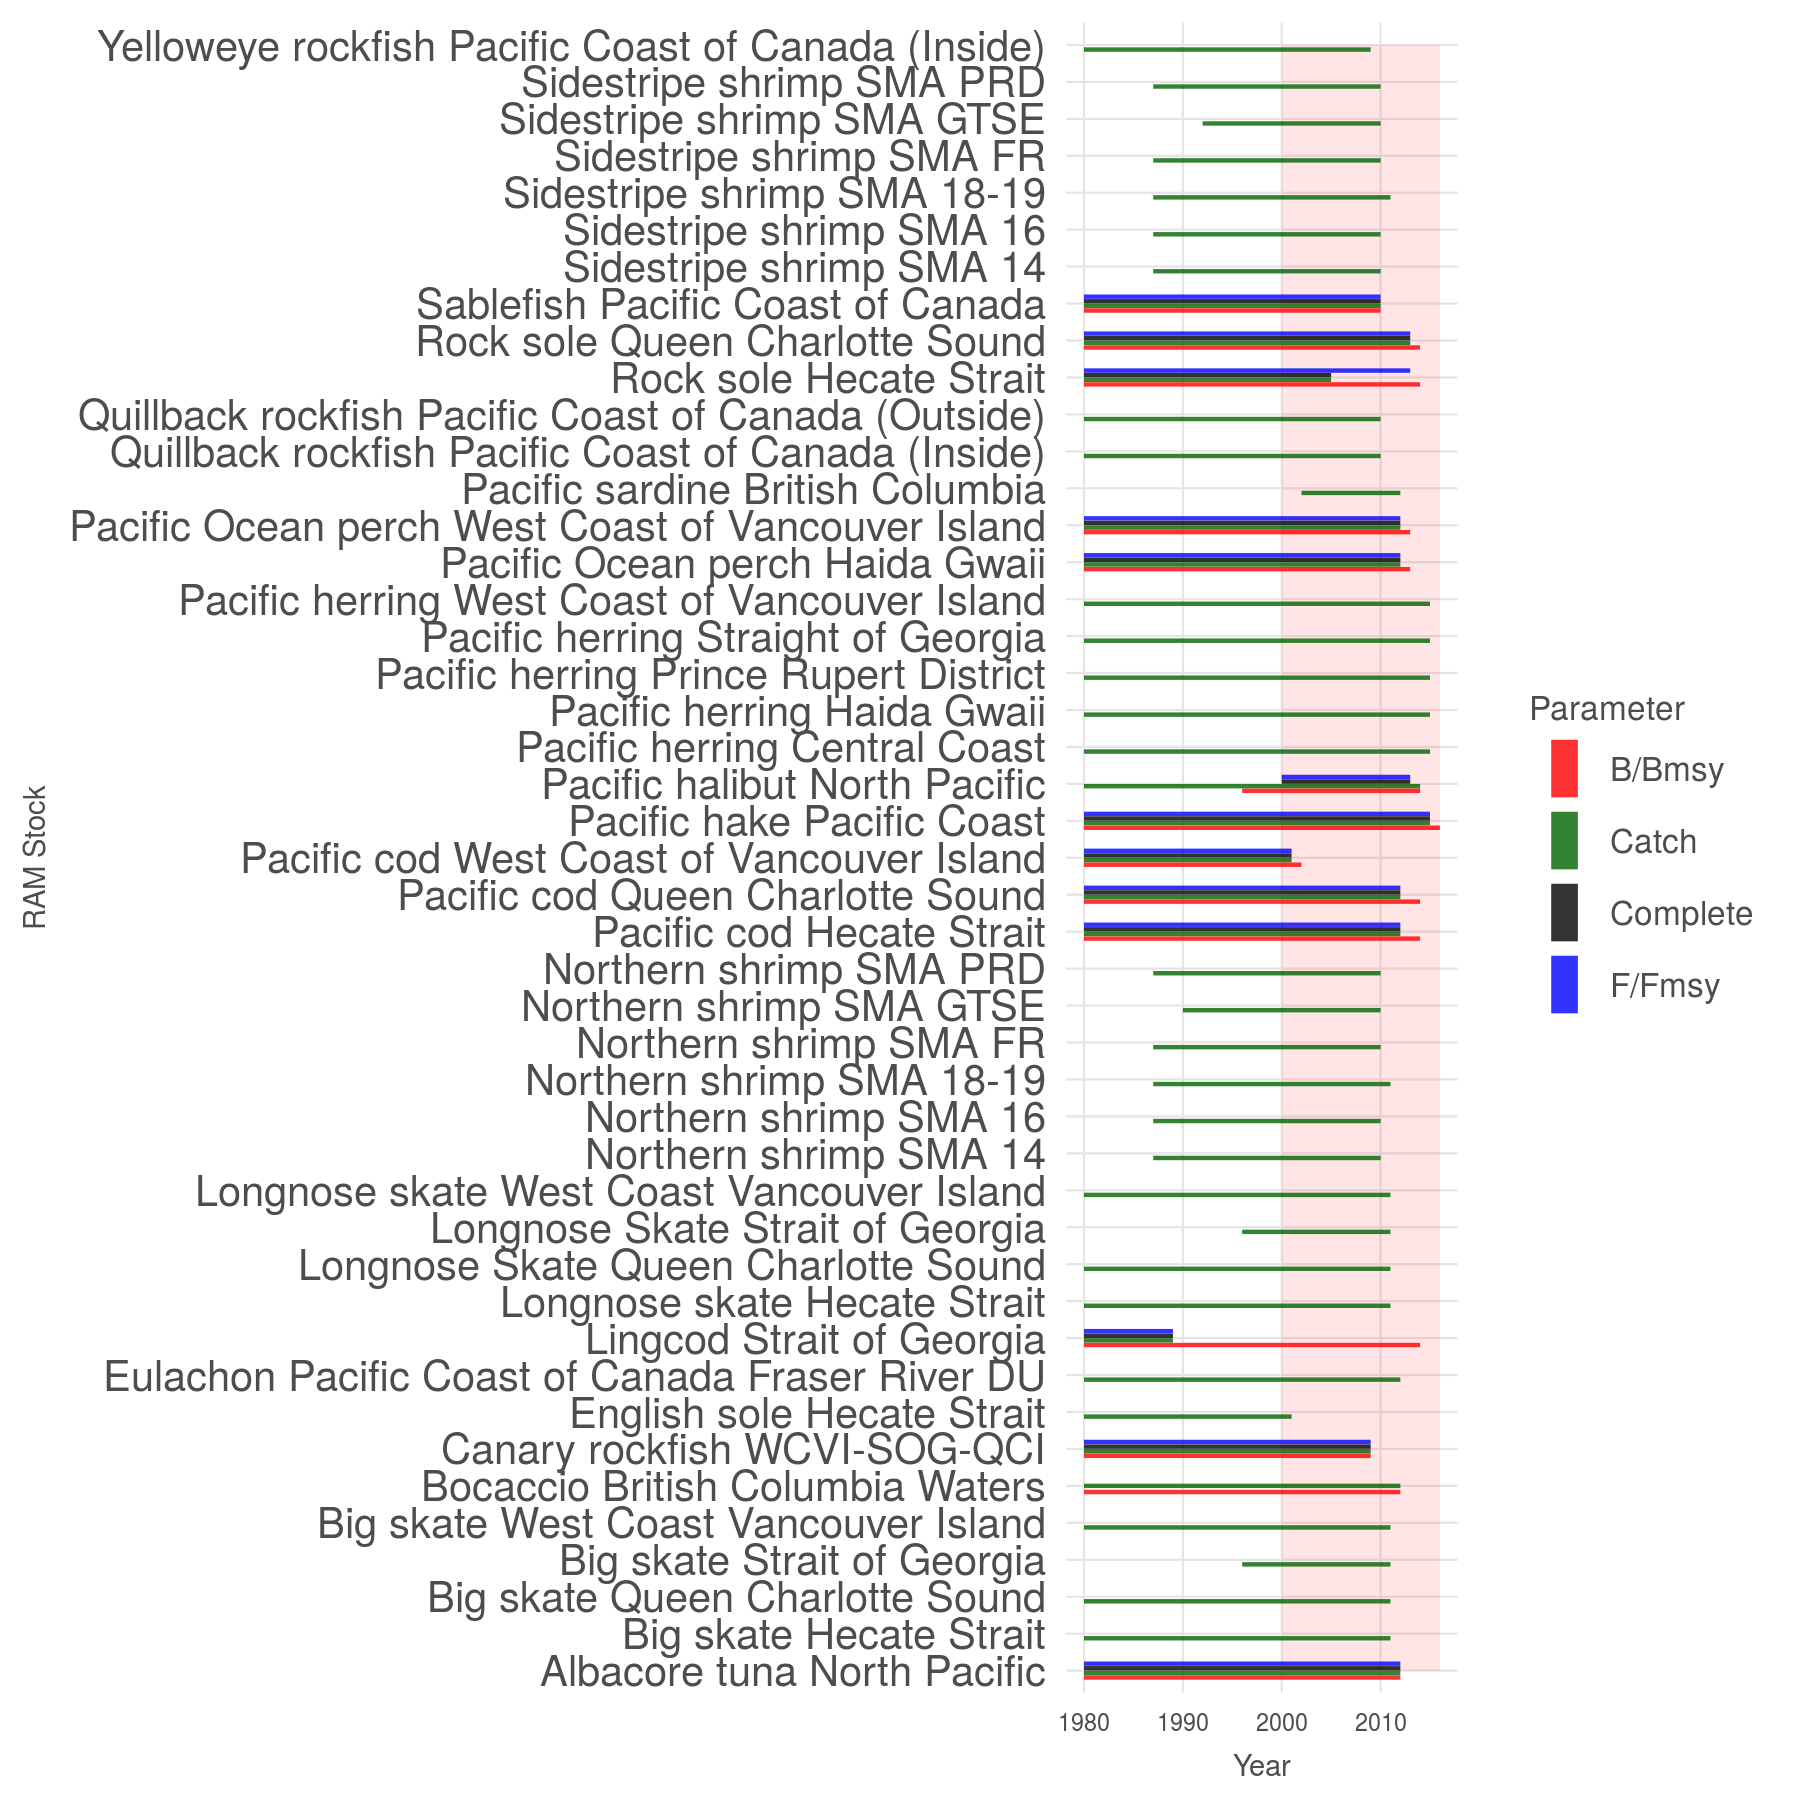 Yelloweye rockfish Pacific Coast of Canada (Inside)
Sidestripe shrimp SMA PRD
Sidestripe shrimp SMA GTSE
Sidestripe shrimp SMA FR
Sidestripe shrimp SMA 18-19
Sidestripe shrimp SMA 16
Sidestripe shrimp SMA 14
Sablefish Pacific Coast of Canada
Rock sole Queen Charlotte Sound
Rock sole Hecate Strait
Quillback rockfish Pacific Coast of Canada (Outside)
Quillback rockfish Pacific Coast of Canada (Inside)
Pacific sardine British Columbia
Pacific Ocean perch West Coast of Vancouver Island
Pacific Ocean perch Haida Gwaii
Pacific herring West Coast of Vancouver Island
Pacific herring Straight of Georgia
Pacific herring Prince Rupert District
Pacific herring Haida Gwaii
Pacific herring Central Coast
Pacific halibut North Pacific
Pacific hake Pacific Coast
Pacific cod West Coast of Vancouver Island
Pacific cod Queen Charlotte Sound
Pacific cod Hecate Strait
Northern shrimp SMA PRD
Northern shrimp SMA GTSE
Northern shrimp SMA FR
Northern shrimp SMA 18-19
Northern shrimp SMA 16
Northern shrimp SMA 14
Longnose skate West Coast Vancouver Island
Longnose Skate Strait of Georgia
Longnose Skate Queen Charlotte Sound
Longnose skate Hecate Strait
Lingcod Strait of Georgia
Eulachon Pacific Coast of Canada Fraser River DU
English sole Hecate Strait
Canary rockfish WCVI-SOG-QCI
Bocaccio British Columbia Waters
Big skate West Coast Vancouver Island
Big skate Strait of Georgia
Big skate Queen Charlotte Sound
Big skate Hecate Strait
Albacore tuna North Pacific
RAM Stock
1980 1990 2000 2010
Year
Parameter
B/Bmsy
Catch
Complete
F/Fmsy